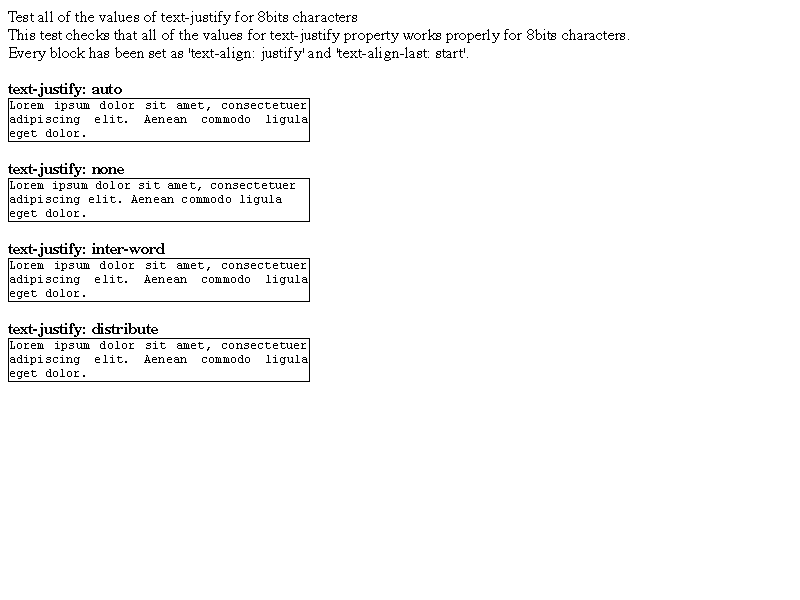 Test all of the values of text-justify for 8bits characters
This test checks that all of the values for text-justify property works properly for 8bits characters.
Every block has been set as 'text-align: justify' and 'text-align-last: start'.
text-justify: auto
Lorem ipsum dolor sit amet, consectetuer
adipiscing elit. Aenean commodo ligula
eget dolor.
text-justify: none
Lorem ipsum dolor sit amet, consectetuer
adipiscing elit. Aenean commodo ligula
eget dolor.
text-justify: inter-word
Lorem ipsum dolor sit amet, consectetuer
adipiscing elit. Aenean commodo ligula
eget dolor.
text-justify: distribute
Lorem ipsum dolor sit amet, consectetuer
adipiscing elit. Aenean commodo ligula
eget dolor.